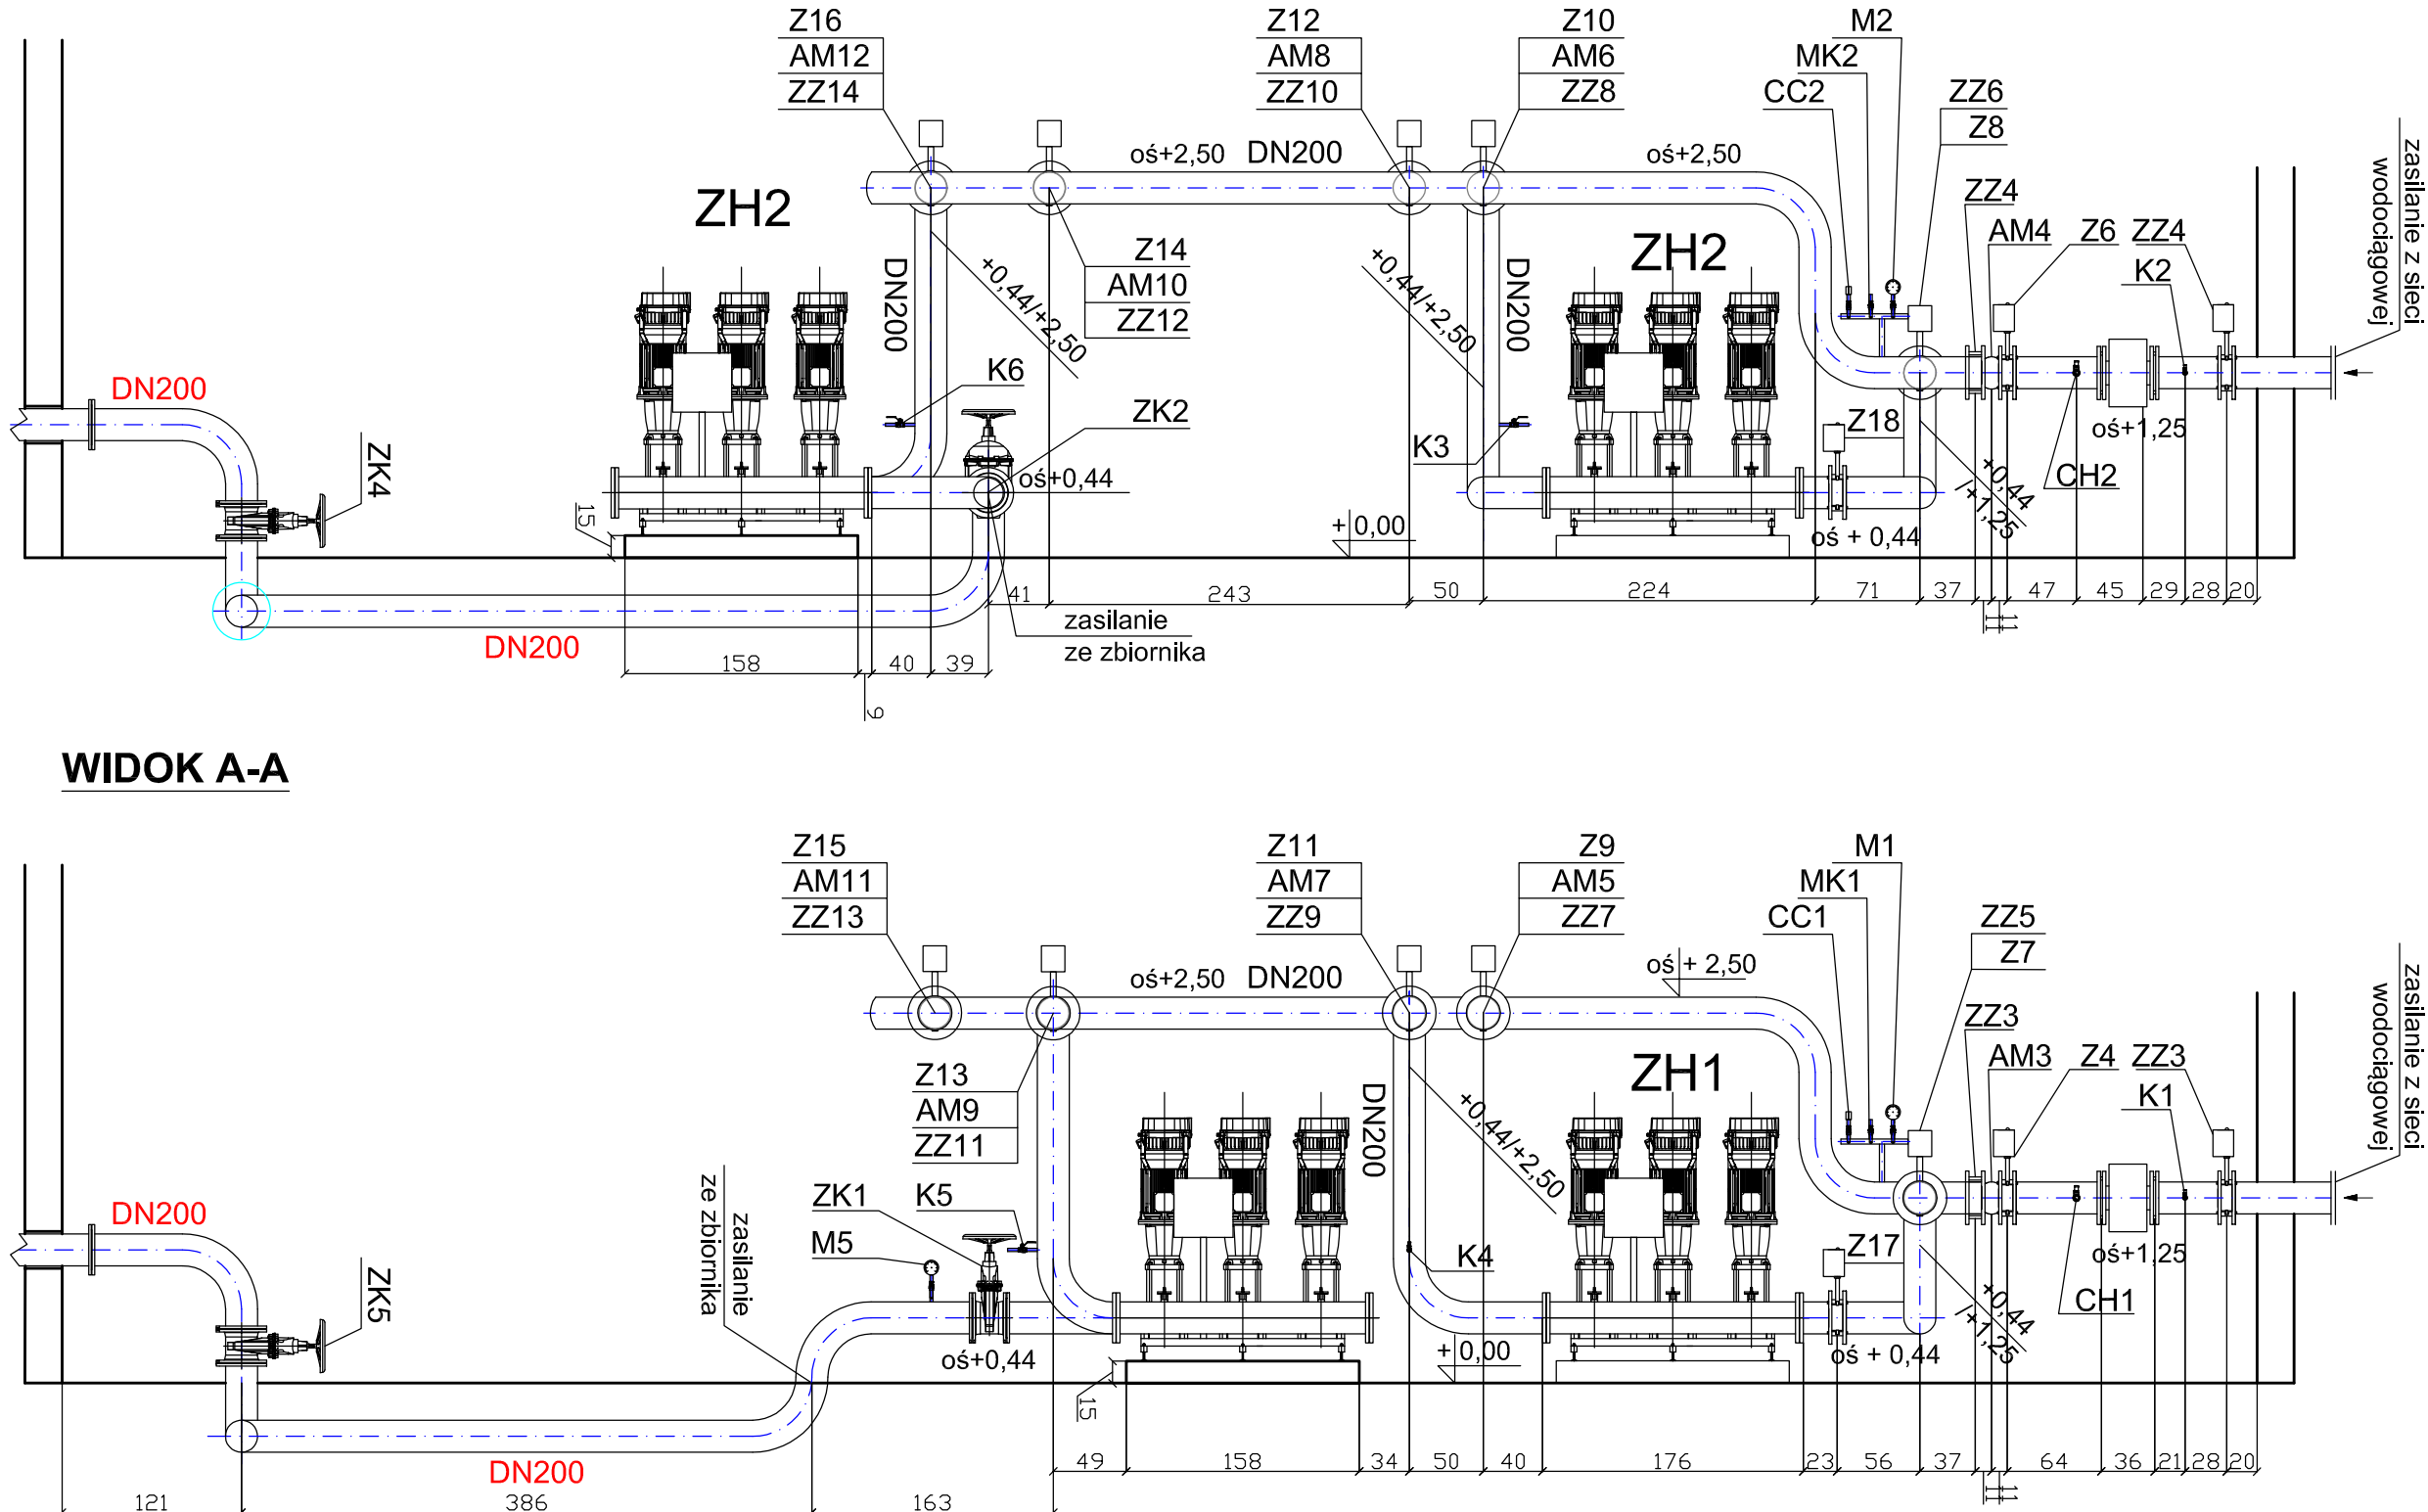 Z16
AM12
ZZ14
Z12
AM8
ZZ10
Z10
AM6
ZZ8
M2
MK2
CC2
ZZ6
Z8
zasilanie z sieci
wodociągowej
oś+2,50 DN200
oś+2,50
ZH2
ZZ4
AM4
Z6
ZZ4
K2
Z14
AM10
ZZ12
DN200
+0,44/+2,50
+0,44/+2,50
DN200
ZH2
DN200
K6
ZK2
K3
Z18
oś+1,25
CH2
ZK4
oś+0,44
+0,44
/+1,25
15
+0,00
oś + 0,44
41
243
50
224
71
37
11
11
47
45
29
28
20
zasilanie
ze zbiornika
DN200
158
9
40
39
WIDOK A-A
Z15
AM11
ZZ13
Z11
AM7
ZZ9
Z9
AM5
ZZ7
M1
MK1
CC1
ZZ5
Z7
zasilanie z sieci
wodociągowej
oś+2,50 DN200
oś + 2,50
ZZ3
AM3
Z4
ZZ3
K1
Z13
AM9
ZZ11
DN200
+0,44/+2,50
ZH1
DN200
zasilanie
ze zbiornika
ZK1
K5
M5
K4
Z17
oś+1,25
CH1
ZK5
oś+0,44
+0,00
oś + 0,44
+0,44
/+1,25
15
DN200
49
158
34
50
40
176
23
56
37
11
11
64
36
21
28
20
121
386
163